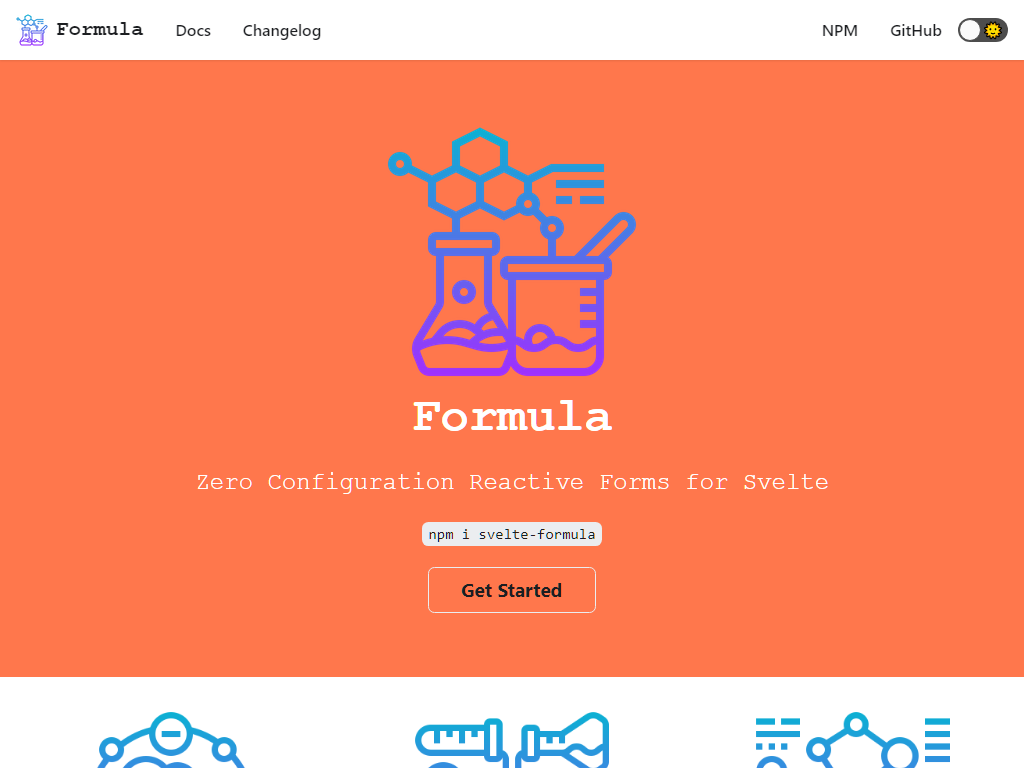 Formula
Docs
Changelog
NPM
GitHub
Formula
Zero Configuration Reactive Forms for Svelte
npm i svelte-formula
Get Started